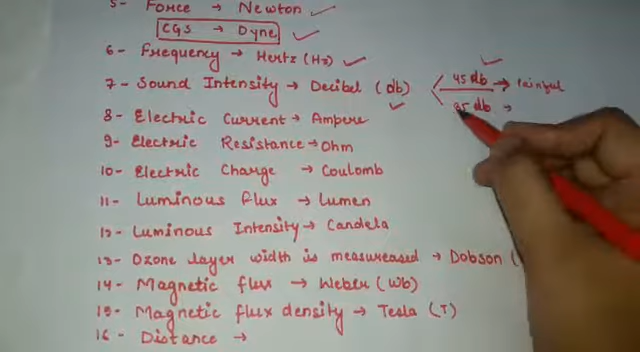 5- Force → Newton ✓
CGS → Dyne ✓
6- Frequency → Hertz (Hz) ✓
7- Sound Intensity → Decibel (db) ✓
45 db → Painful ✓
85 db →
8- Electric Current → Ampere
9- Electric Resistance → Ohm
10- Electric Charge → Coulomb
11- Luminous flux → Lumen
12- Luminous Intensity → Candela
13- Ozone layer width is measureased → Dobson (
14- Magnetic flux → Weber (Wb)
15- Magnetic flux density → Tesla (T)
16- Distance →